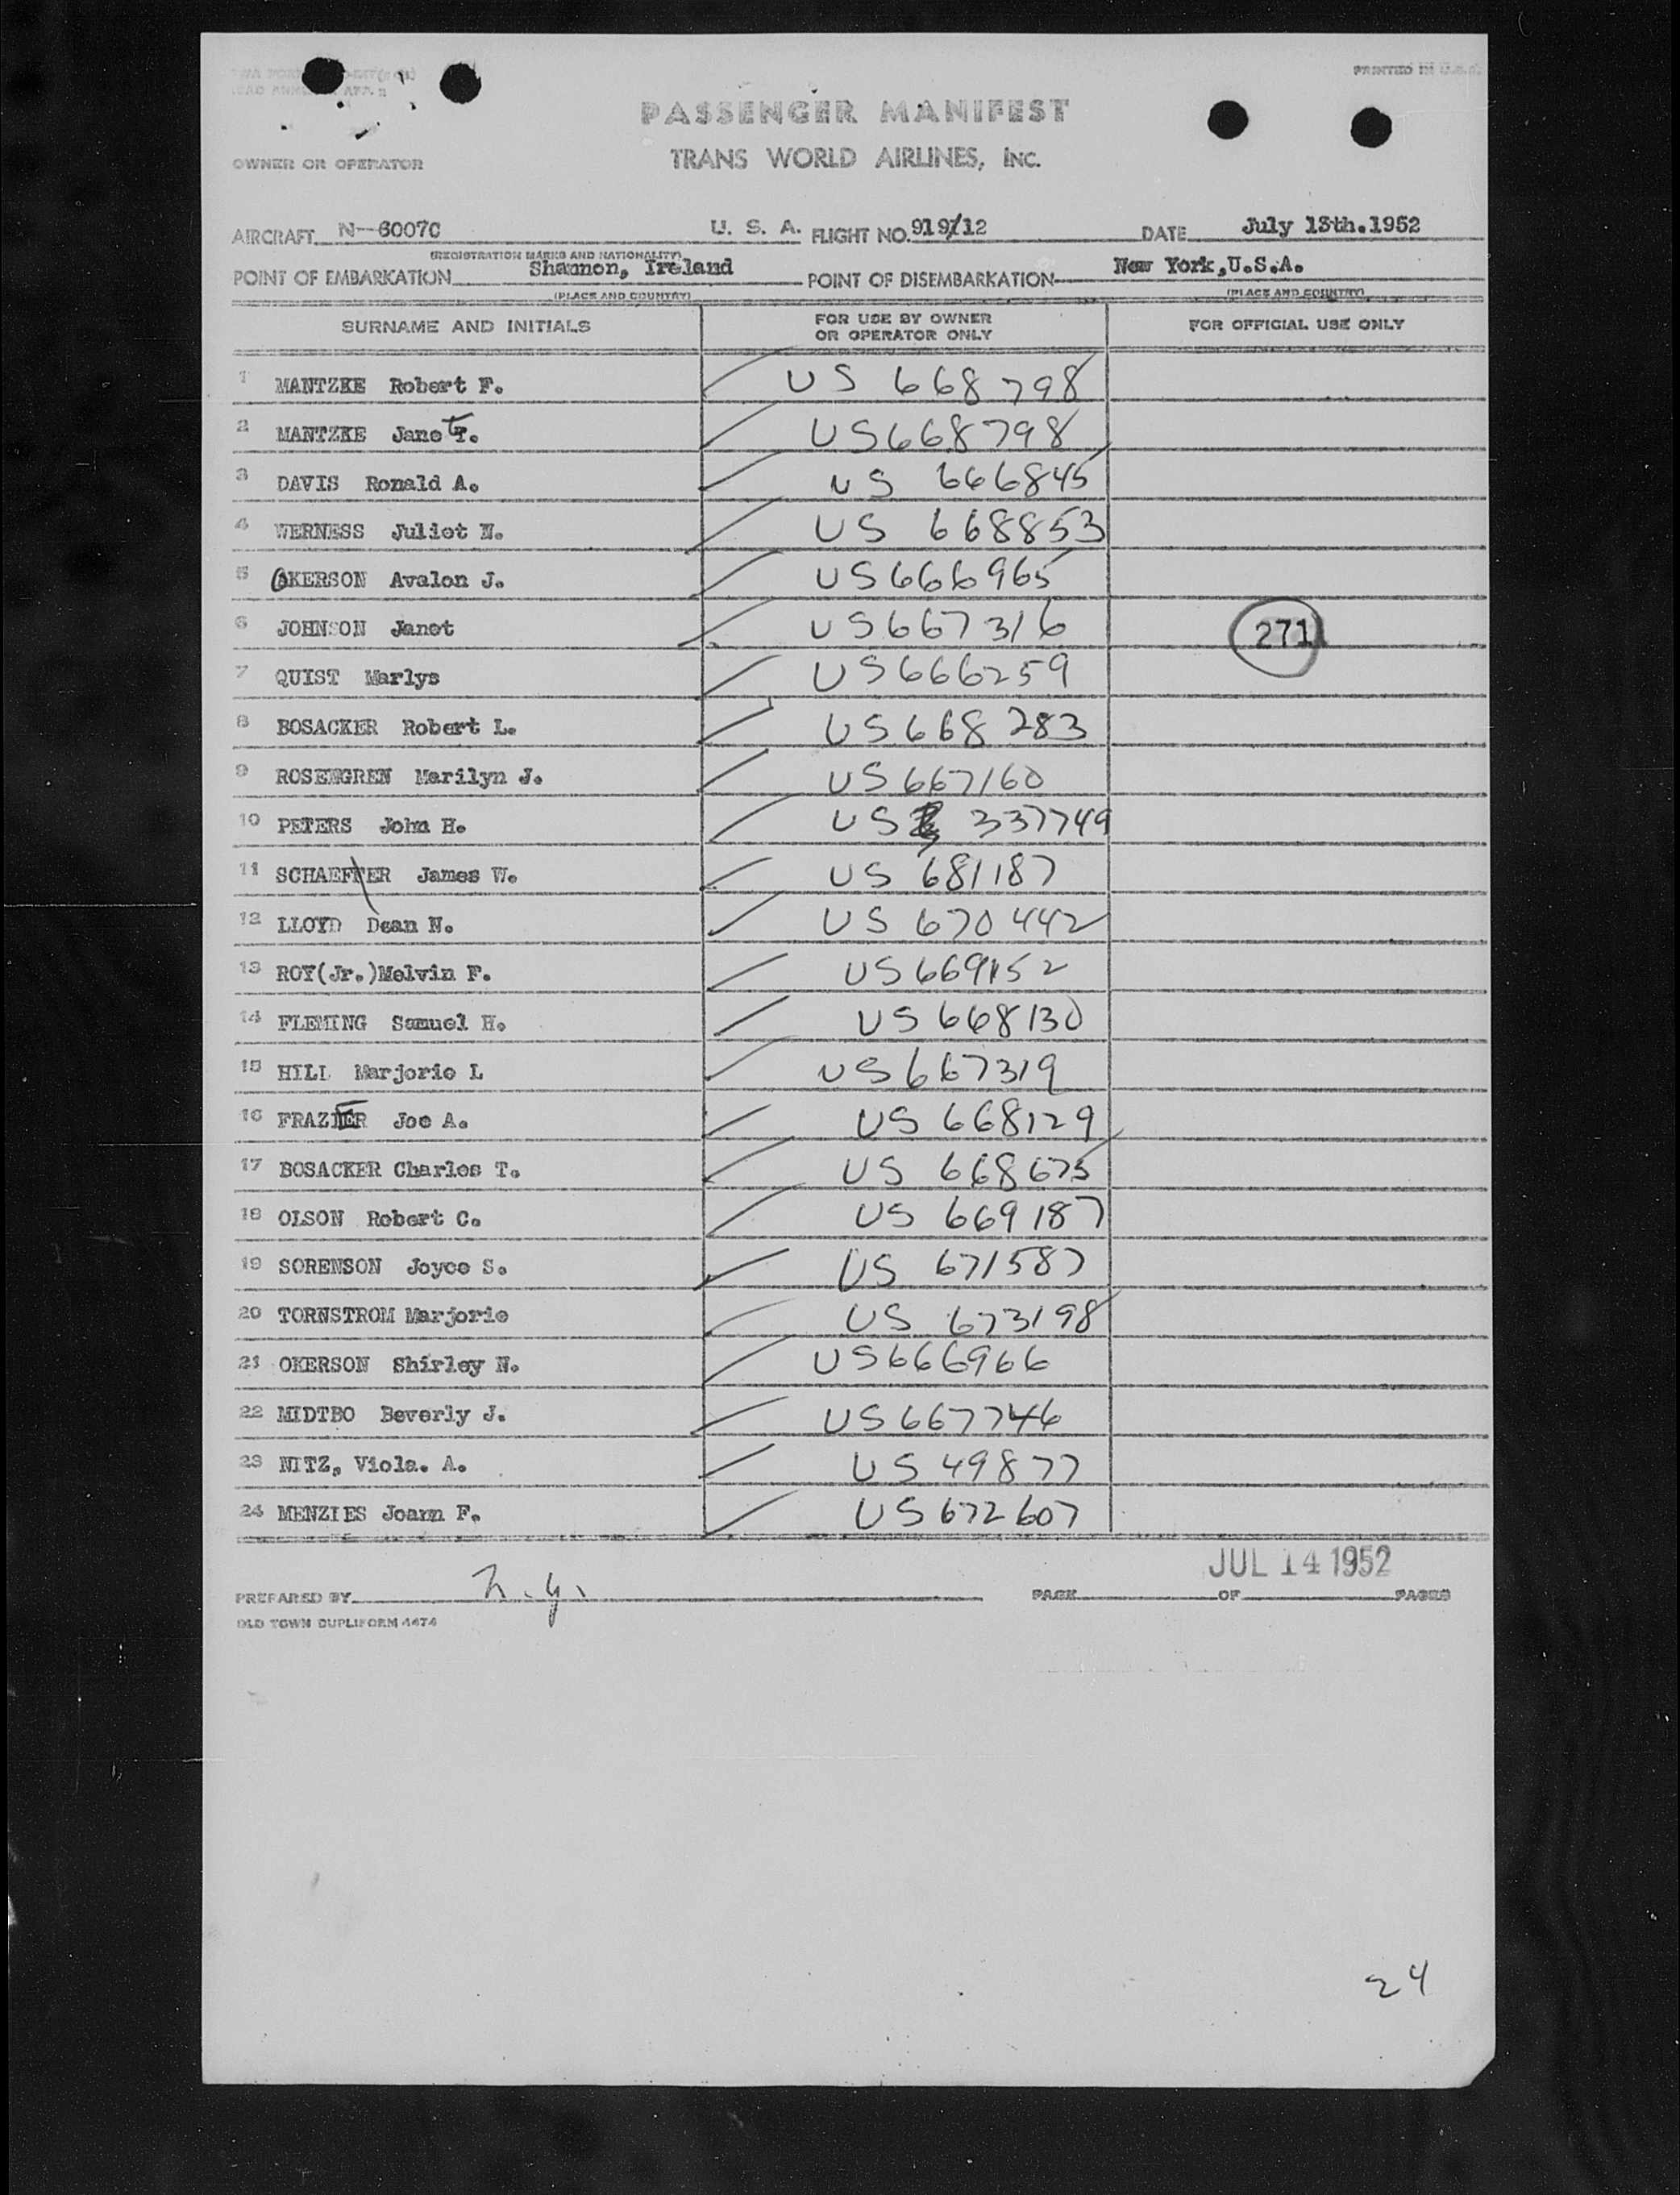 PRINTED IN U.S.A.
PASSENGER MANIFEST
OWNER OR OPERATOR TRANS WORLD AIRLINES, INC.
AIRCRAFT N--6007C U. S. A. FLIGHT NO. 919/12 DATE July 13th.1952
(REGISTRATION MARKS AND NATIONALITY)
POINT OF EMBARKATION Shannon, Ireland POINT OF DISEMBARKATION New York,U.S.A.
(PLACE AND COUNTRY) (PLACE AND COUNTRY)
SURNAME AND INITIALS FOR USE BY OWNER OR OPERATOR ONLY FOR OFFICIAL USE ONLY
1 MANTZKE Robert F. US 668798
2 MANTZKE Janet T. US668798
3 DAVIS Ronald A. US 666845
4 WERNESS Juliet N. US 668853
5 OKERSON Avalon J. US666965
6 JOHNSON Janet US667316 271
7 QUIST Marlys US666259
8 BOSACKER Robert L. US668283
9 ROSENGREN Marilyn J. US667160
10 PETERS John H. US 337749
11 SCHAEFFER James W. US 681187
12 LLOYD Dean N. US 670442
13 ROY(Jr.)Melvin F. US669152
14 FLEMING Samuel H. US668130
15 HILL Marjorie L US667319
16 FRAZIER Joe A. US 668129
17 BOSACKER Charles T. US 668675
18 OLSON Robert C. US 669187
19 SORENSON Joyce S. US 671587
20 TORNSTROM Marjorie US 673198
21 OKERSON Shirley N. US666966
22 MIDTBO Beverly J. US667746
23 NITZ, Viola. A. US49877
24 MENZIES Joann F. US672607
JUL 14 1952
PREPARED BY n.y. PAGE OF PAGES
OLD TOWN DUPLIFORM 4474
24